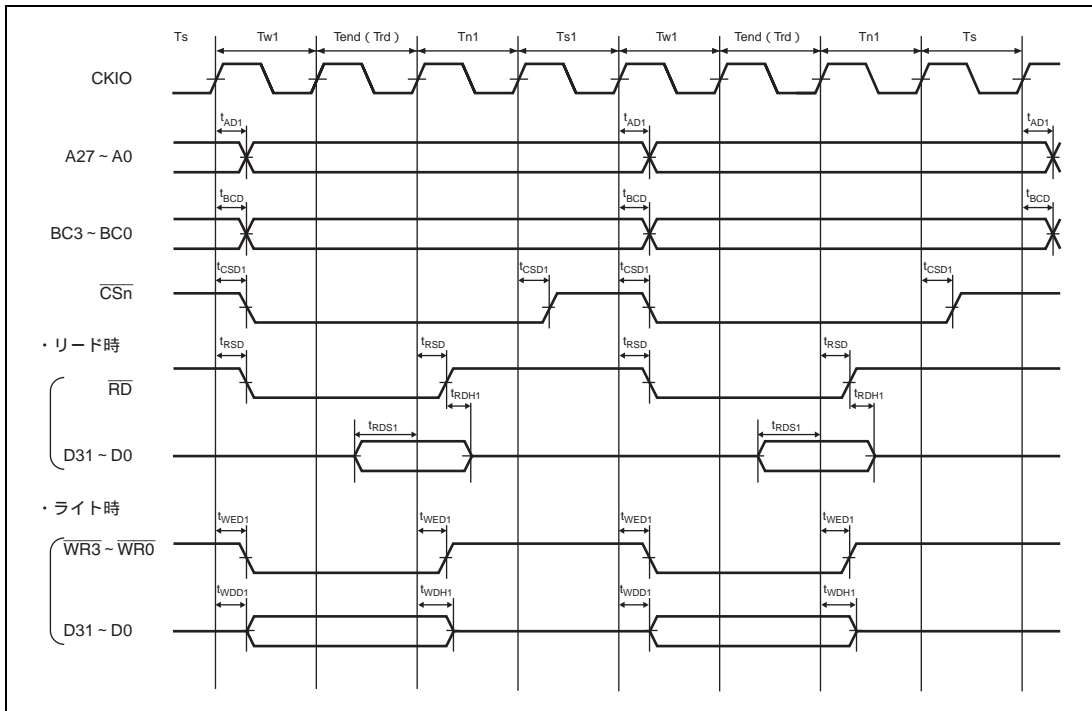 Ts Tw1 Tend ( Trd ) Tn1 Ts1 Tw1 Tend ( Trd ) Tn1 Ts
CKIO
tAD1 tAD1 tAD1
A27 ~ A0
tBCD tBCD tBCD
BC3 ~ BC0
tCSD1 tCSD1 tCSD1 tCSD1
CSn
・リード時
tRSD tRSD tRSD tRSD
RD
tRDH1 tRDH1
tRDS1 tRDS1
D31 ~ D0
・ライト時
tWED1 tWED1 tWED1 tWED1
WR3 ~ WR0
tWDD1 tWDH1 tWDD1 tWDH1
D31 ~ D0